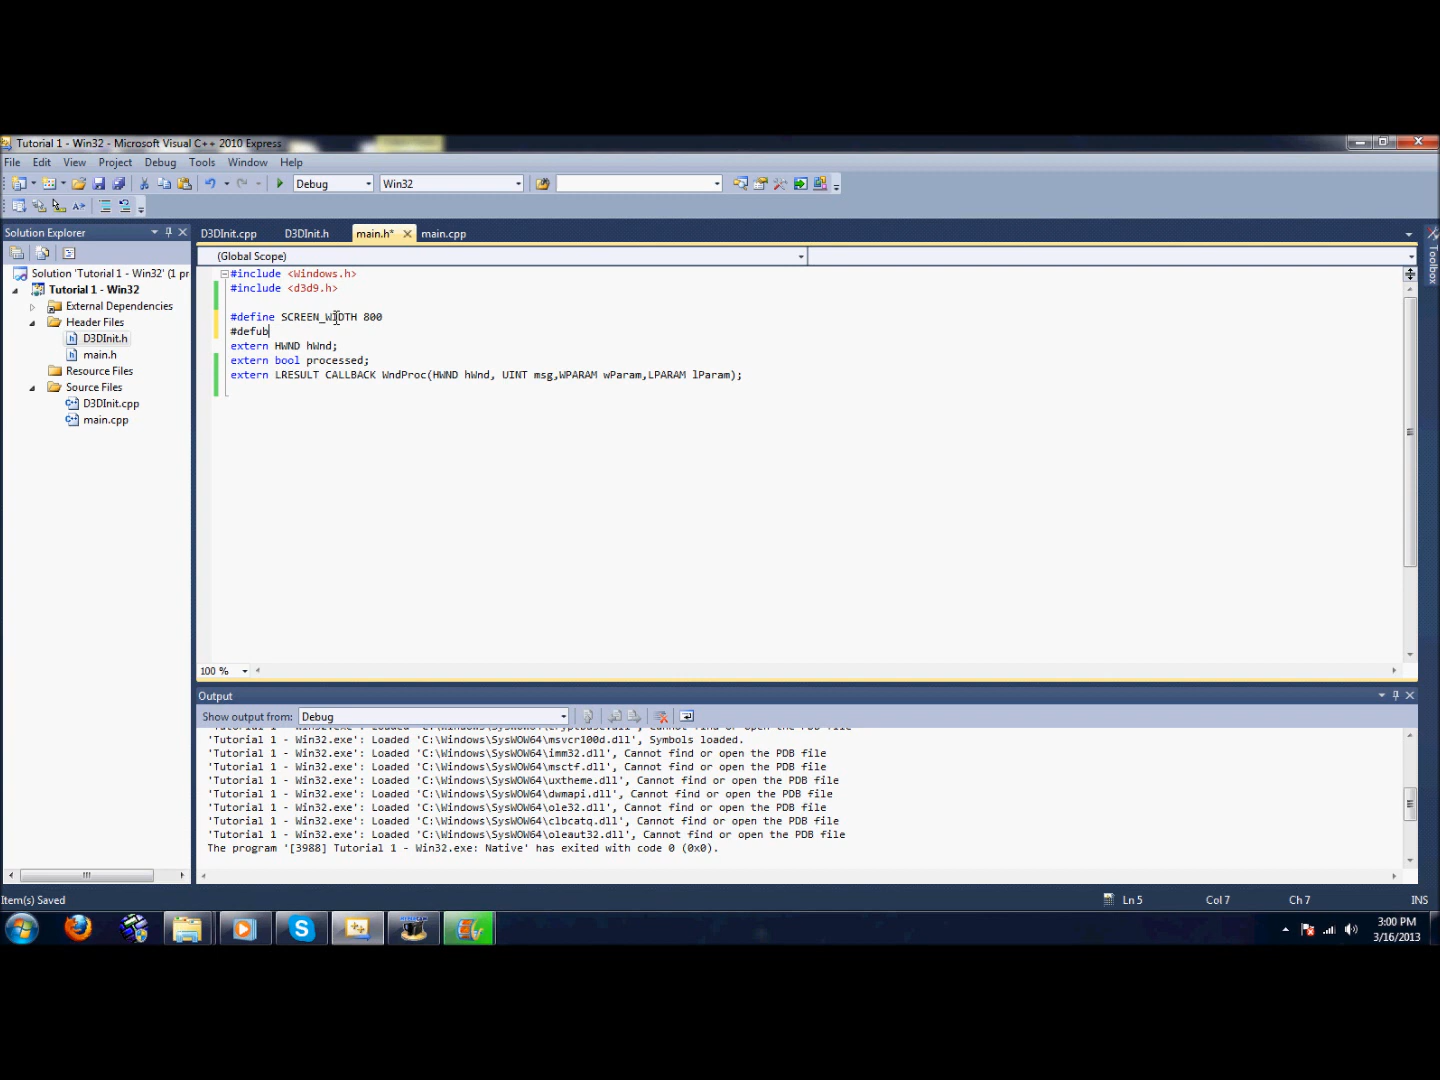 Tutorial 1 - Win32 - Microsoft Visual C++ 2010 Express
File Edit View Project Debug Tools Window Help
Debug Win32
Solution Explorer
D3DInit.cpp D3DInit.h main.h* main.cpp
(Global Scope)
Solution 'Tutorial 1 - Win32' (1 pr
Tutorial 1 - Win32
External Dependencies
Header Files
D3DInit.h
main.h
Resource Files
Source Files
D3DInit.cpp
main.cpp
#include <Windows.h>
#include <d3d9.h>
#define SCREEN_WIDTH 800
#defub
extern HWND hWnd;
extern bool processed;
extern LRESULT CALLBACK WndProc(HWND hWnd, UINT msg,WPARAM wParam,LPARAM lParam);
Toolbox
100 %
Output
Show output from: Debug
'Tutorial 1 - Win32.exe': Loaded 'C:\Windows\SysWOW64\msvcr100d.dll', Symbols loaded.
'Tutorial 1 - Win32.exe': Loaded 'C:\Windows\SysWOW64\imm32.dll', Cannot find or open the PDB file
'Tutorial 1 - Win32.exe': Loaded 'C:\Windows\SysWOW64\msctf.dll', Cannot find or open the PDB file
'Tutorial 1 - Win32.exe': Loaded 'C:\Windows\SysWOW64\uxtheme.dll', Cannot find or open the PDB file
'Tutorial 1 - Win32.exe': Loaded 'C:\Windows\SysWOW64\dwmapi.dll', Cannot find or open the PDB file
'Tutorial 1 - Win32.exe': Loaded 'C:\Windows\SysWOW64\ole32.dll', Cannot find or open the PDB file
'Tutorial 1 - Win32.exe': Loaded 'C:\Windows\SysWOW64\clbcatq.dll', Cannot find or open the PDB file
'Tutorial 1 - Win32.exe': Loaded 'C:\Windows\SysWOW64\oleaut32.dll', Cannot find or open the PDB file
The program '[3988] Tutorial 1 - Win32.exe: Native' has exited with code 0 (0x0).
Item(s) Saved Ln 5 Col 7 Ch 7 INS
3:00 PM
3/16/2013